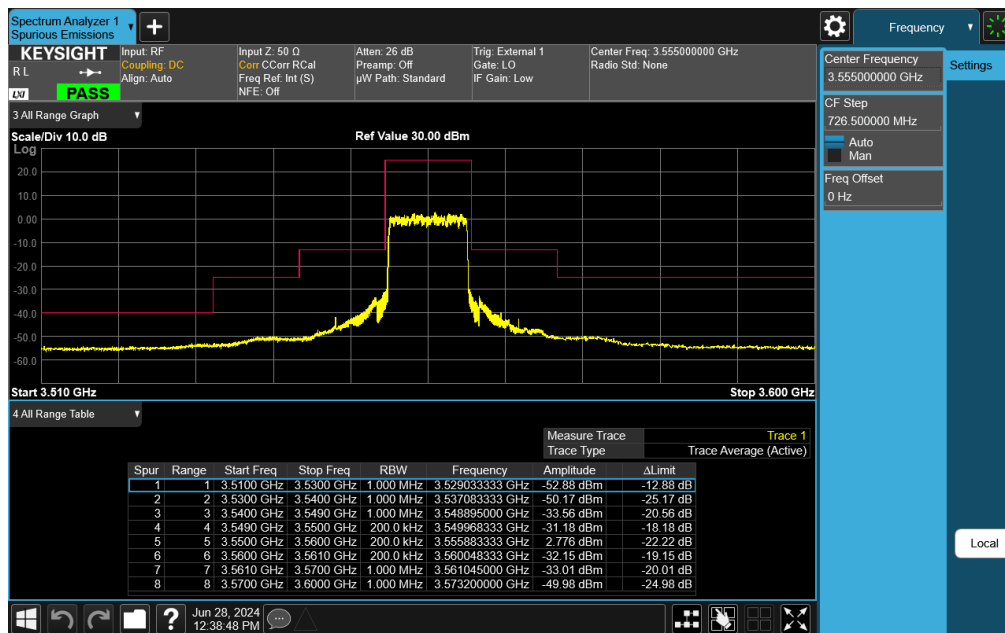 Spectrum Analyzer 1
Spurious Emissions
Frequency
KEYSIGHT
R L
LXI
PASS
Input: RF
Coupling: DC
Align: Auto
Input Z: 50 Ω
Corr CCorr RCal
Freq Ref: Int (S)
NFE: Off
Atten: 26 dB
Preamp: Off
µW Path: Standard
Trig: External 1
Gate: LO
IF Gain: Low
Center Freq: 3.555000000 GHz
Radio Std: None
Center Frequency
3.555000000 GHz
Settings
CF Step
726.500000 MHz
Auto
Man
Freq Offset
0 Hz
Local
3 All Range Graph
Scale/Div 10.0 dB
Ref Value 30.00 dBm
Log
20.0
10.0
0.00
-10.0
-20.0
-30.0
-40.0
-50.0
-60.0
Start 3.510 GHz
Stop 3.600 GHz
4 All Range Table
Measure Trace Trace 1
Trace Type Trace Average (Active)
Spur Range Start Freq Stop Freq RBW Frequency Amplitude ΔLimit
1 1 3.5100 GHz 3.5300 GHz 1.000 MHz 3.529033333 GHz -52.88 dBm -12.88 dB
2 2 3.5300 GHz 3.5400 GHz 1.000 MHz 3.537083333 GHz -50.17 dBm -25.17 dB
3 3 3.5400 GHz 3.5490 GHz 1.000 MHz 3.548895000 GHz -33.56 dBm -20.56 dB
4 4 3.5490 GHz 3.5500 GHz 200.0 kHz 3.549968333 GHz -31.18 dBm -18.18 dB
5 5 3.5500 GHz 3.5600 GHz 200.0 kHz 3.555883333 GHz 2.776 dBm -22.22 dB
6 6 3.5600 GHz 3.5610 GHz 200.0 kHz 3.560048333 GHz -32.15 dBm -19.15 dB
7 7 3.5610 GHz 3.5700 GHz 1.000 MHz 3.561045000 GHz -33.01 dBm -20.01 dB
8 8 3.5700 GHz 3.6000 GHz 1.000 MHz 3.573200000 GHz -49.98 dBm -24.98 dB
Jun 28, 2024
12:38:48 PM